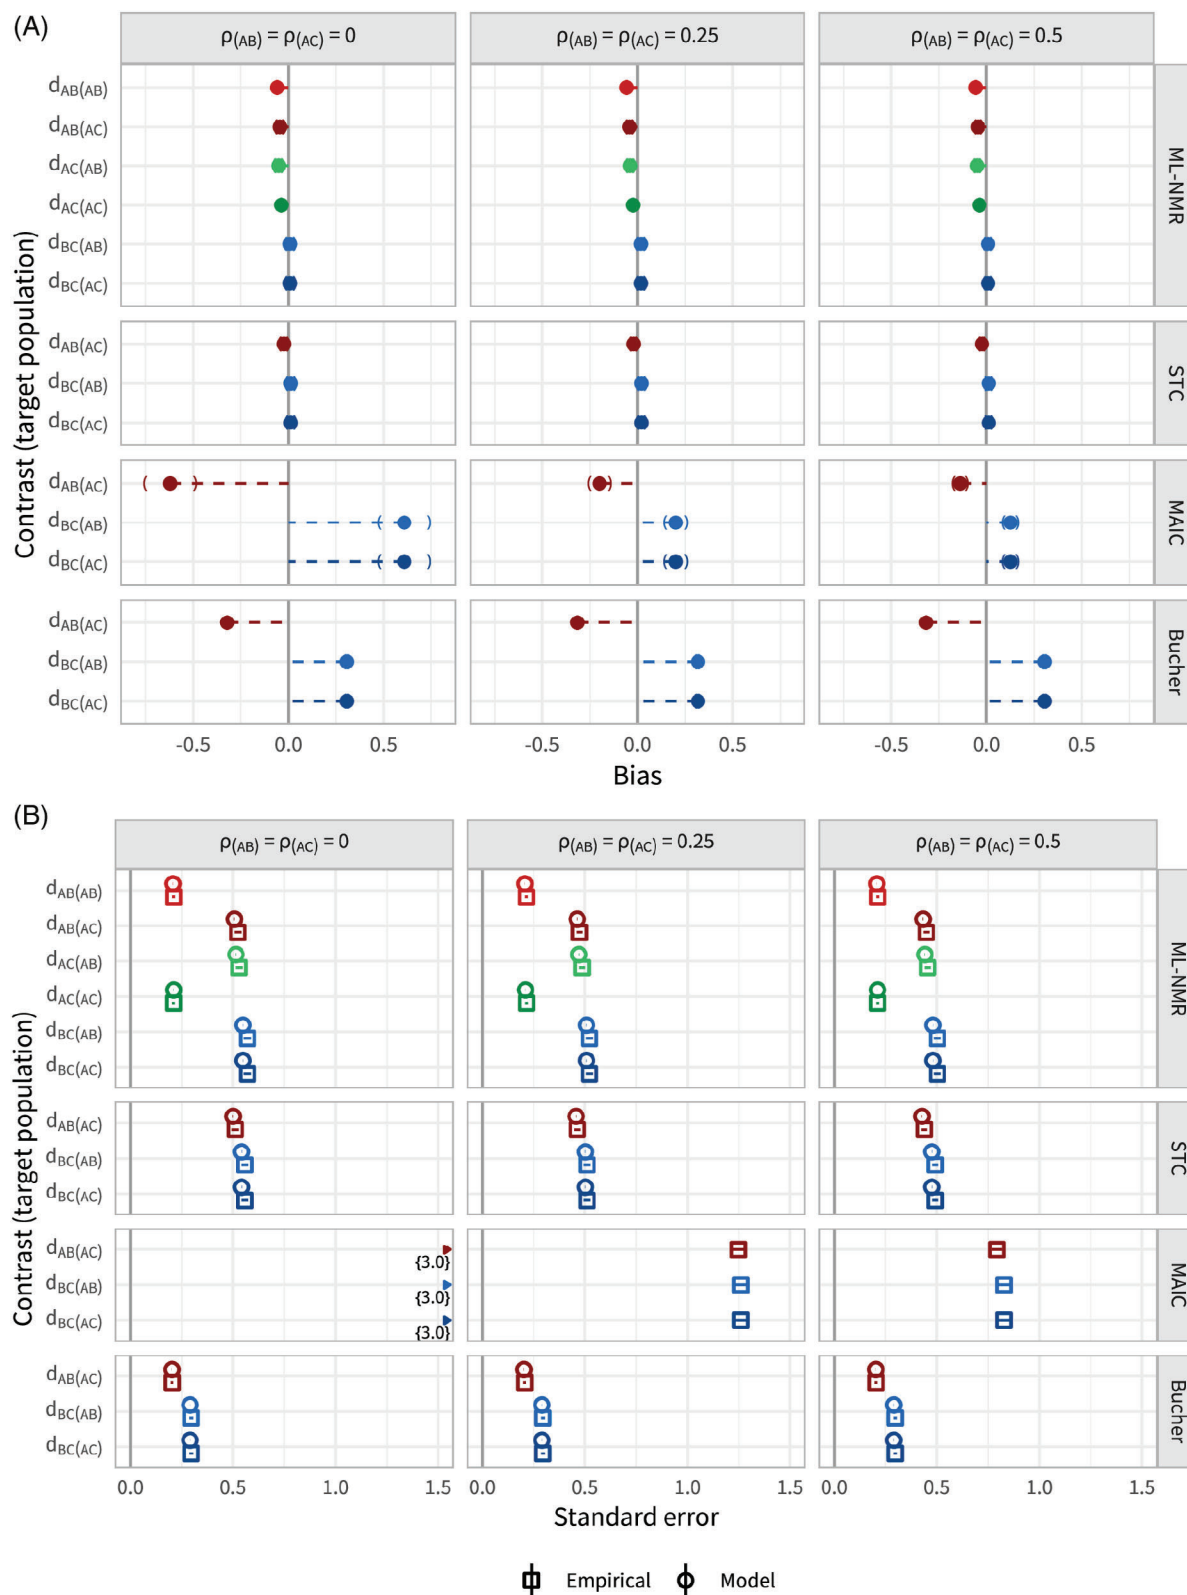 (A)
ρ(AB) = ρ(AC) = 0
ρ(AB) = ρ(AC) = 0.25
ρ(AB) = ρ(AC) = 0.5
Contrast (target population)
dAB(AB)
dAB(AC)
dAC(AB)
dAC(AC)
dBC(AB)
dBC(AC)
ML-NMR
dAB(AC)
dBC(AB)
dBC(AC)
STC
dAB(AC)
dBC(AB)
dBC(AC)
MAIC
dAB(AC)
dBC(AB)
dBC(AC)
Bucher
-0.5 0.0 0.5
-0.5 0.0 0.5
-0.5 0.0 0.5
Bias
(B)
ρ(AB) = ρ(AC) = 0
ρ(AB) = ρ(AC) = 0.25
ρ(AB) = ρ(AC) = 0.5
Contrast (target population)
dAB(AB)
dAB(AC)
dAC(AB)
dAC(AC)
dBC(AB)
dBC(AC)
ML-NMR
dAB(AC)
dBC(AB)
dBC(AC)
STC
dAB(AC)
{3.0}
dBC(AB)
{3.0}
dBC(AC)
{3.0}
MAIC
dAB(AC)
dBC(AB)
dBC(AC)
Bucher
0.0 0.5 1.0 1.5
0.0 0.5 1.0 1.5
0.0 0.5 1.0 1.5
Standard error
Empirical Model